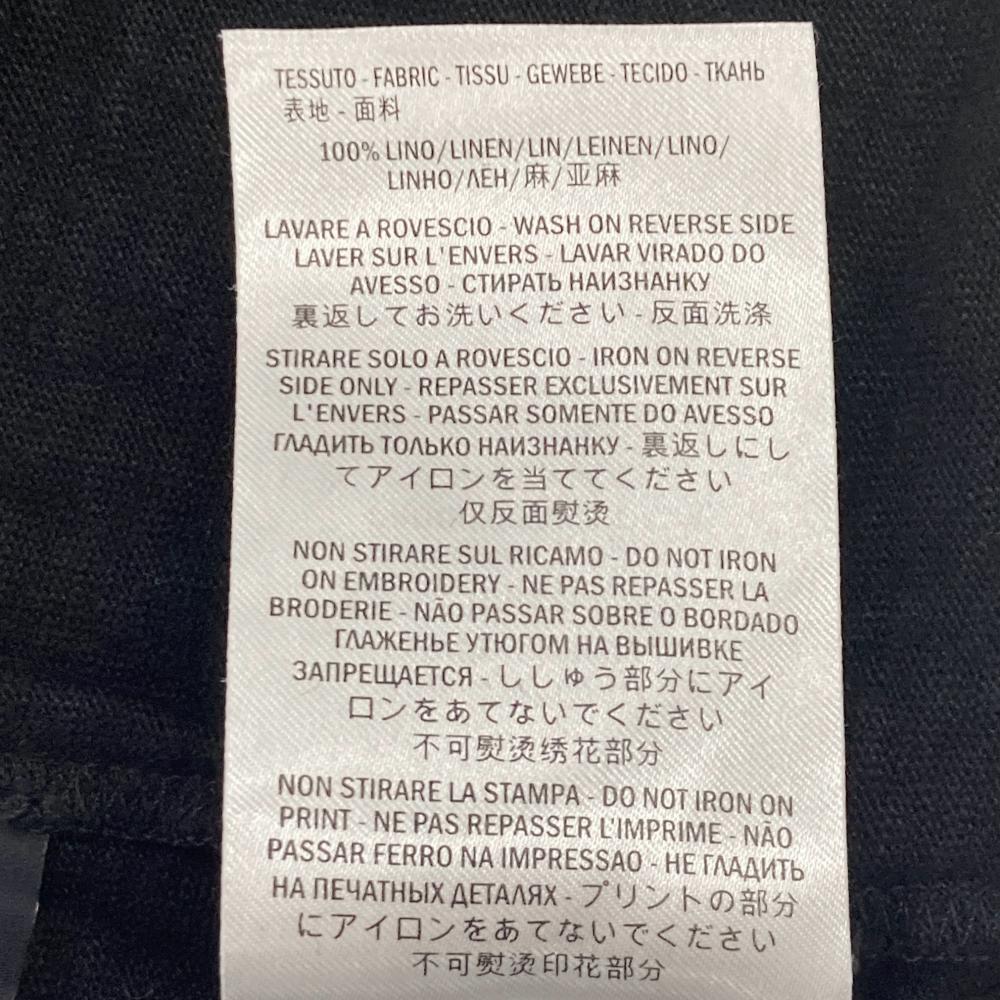 TESSUTO - FABRIC - TISSU - GEWEBE - TECIDO - ТКАНЬ
表地 - 面料
100% LINO/LINEN/LIN/LEINEN/LINO/
LINHO/ЛЕН/麻/亚麻
LAVARE A ROVESCIO - WASH ON REVERSE SIDE
LAVER SUR L'ENVERS - LAVAR VIRADO DO
AVESSO - СТИРАТЬ НАИЗНАНКУ
裏返してお洗いください - 反面洗涤
STIRARE SOLO A ROVESCIO - IRON ON REVERSE
SIDE ONLY - REPASSER EXCLUSIVEMENT SUR
L'ENVERS - PASSAR SOMENTE DO AVESSO
ГЛАДИТЬ ТОЛЬКО НАИЗНАНКУ - 裏返しにし
てアイロンを当ててください
仅反面熨烫
NON STIRARE SUL RICAMO - DO NOT IRON
ON EMBROIDERY - NE PAS REPASSER LA
BRODERIE - NÃO PASSAR SOBRE O BORDADO
ГЛАЖЕНЬЕ УТЮГОМ НА ВЫШИВКЕ
ЗАПРЕЩАЕТСЯ - ししゅう部分にアイ
ロンをあてないでください
不可熨烫绣花部分
NON STIRARE LA STAMPA - DO NOT IRON ON
PRINT - NE PAS REPASSER L'IMPRIME - NÃO
PASSAR FERRO NA IMPRESSAO - НЕ ГЛАДИТЬ
НА ПЕЧАТНЫХ ДЕТАЛЯХ - プリントの部分
にアイロンをあてないでください
不可熨烫印花部分